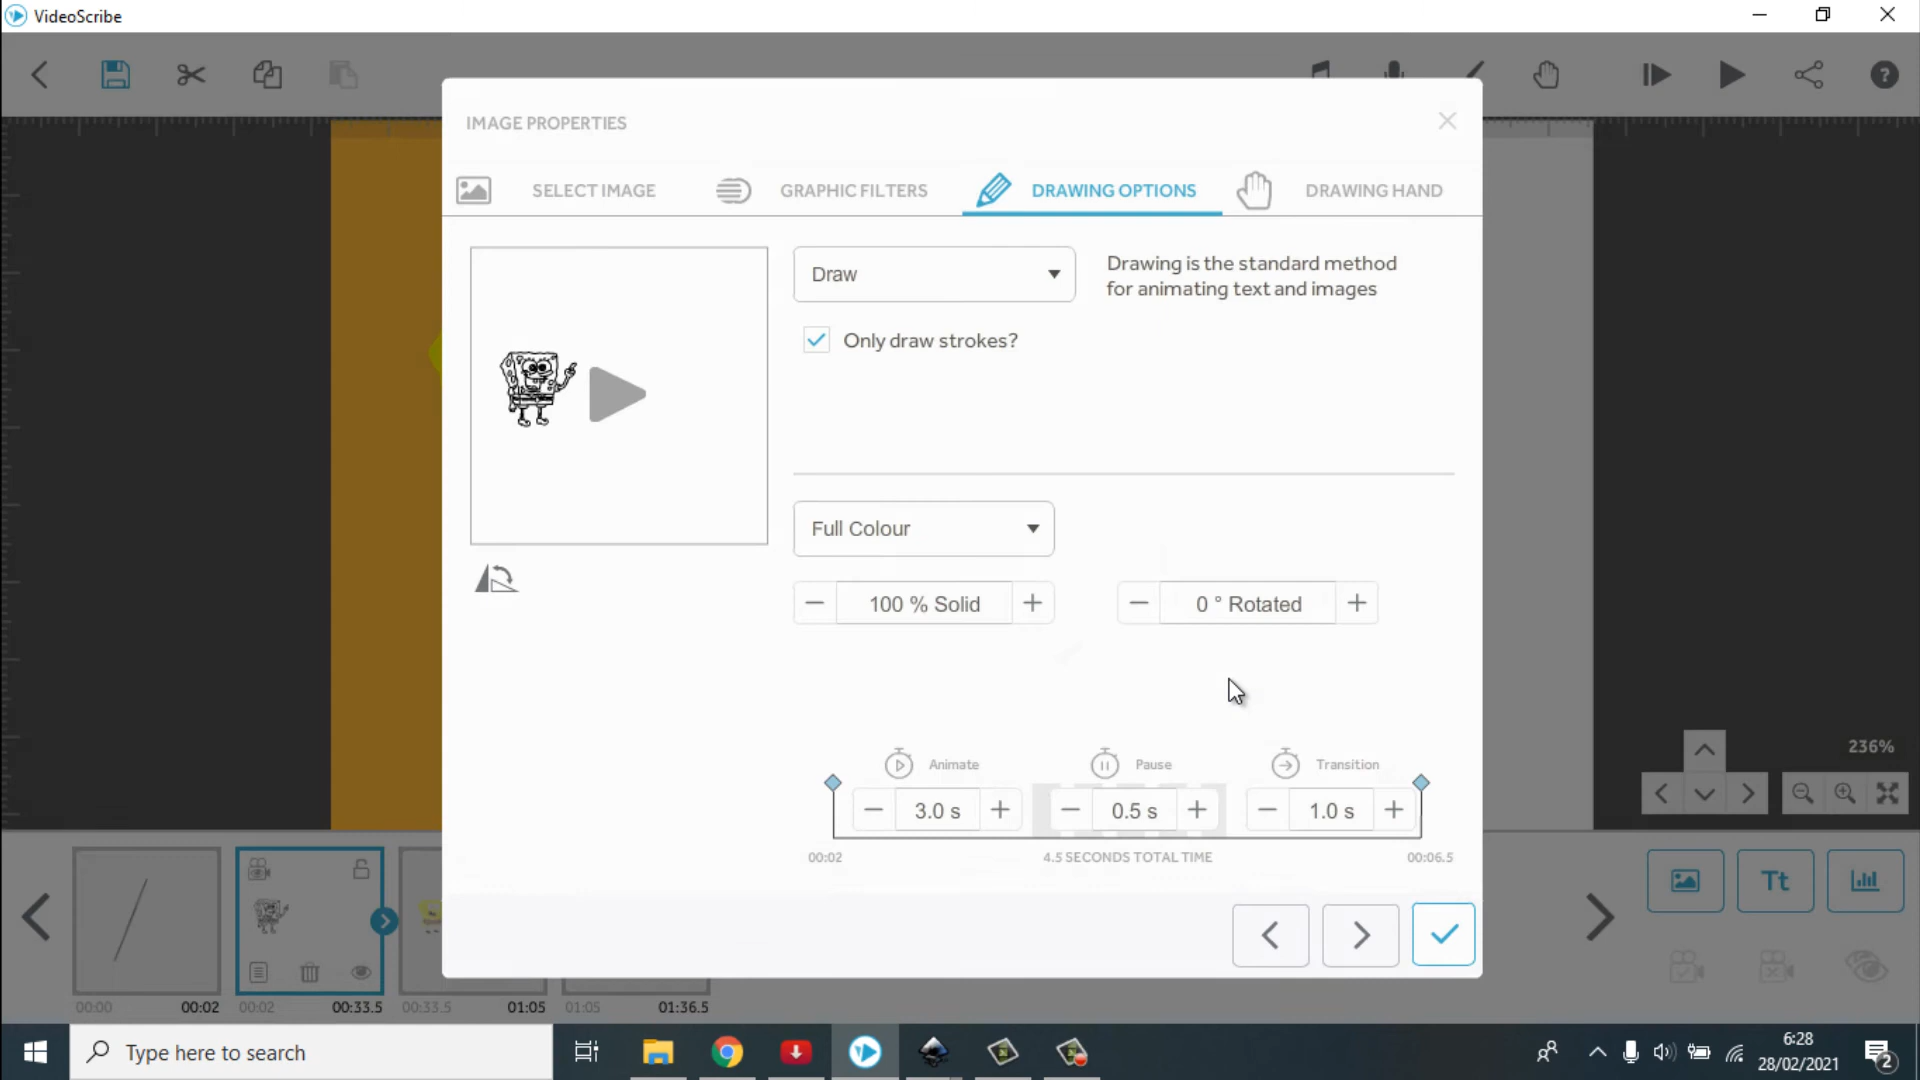 VideoScribe
IMAGE PROPERTIES
SELECT IMAGE
GRAPHIC FILTERS
DRAWING OPTIONS
DRAWING HAND
Draw
Drawing is the standard method
for animating text and images
Only draw strokes?
Full Colour
100 % Solid
0 ° Rotated
Animate
Pause
Transition
3.0 s
0.5 s
1.0 s
00:02
4.5 SECONDS TOTAL TIME
00:06.5
236%
Tt
00:00
00:02
00:02
00:33.5
00:33.5
01:05
01:05
01:36.5
Type here to search
6:28
28/02/2021
2